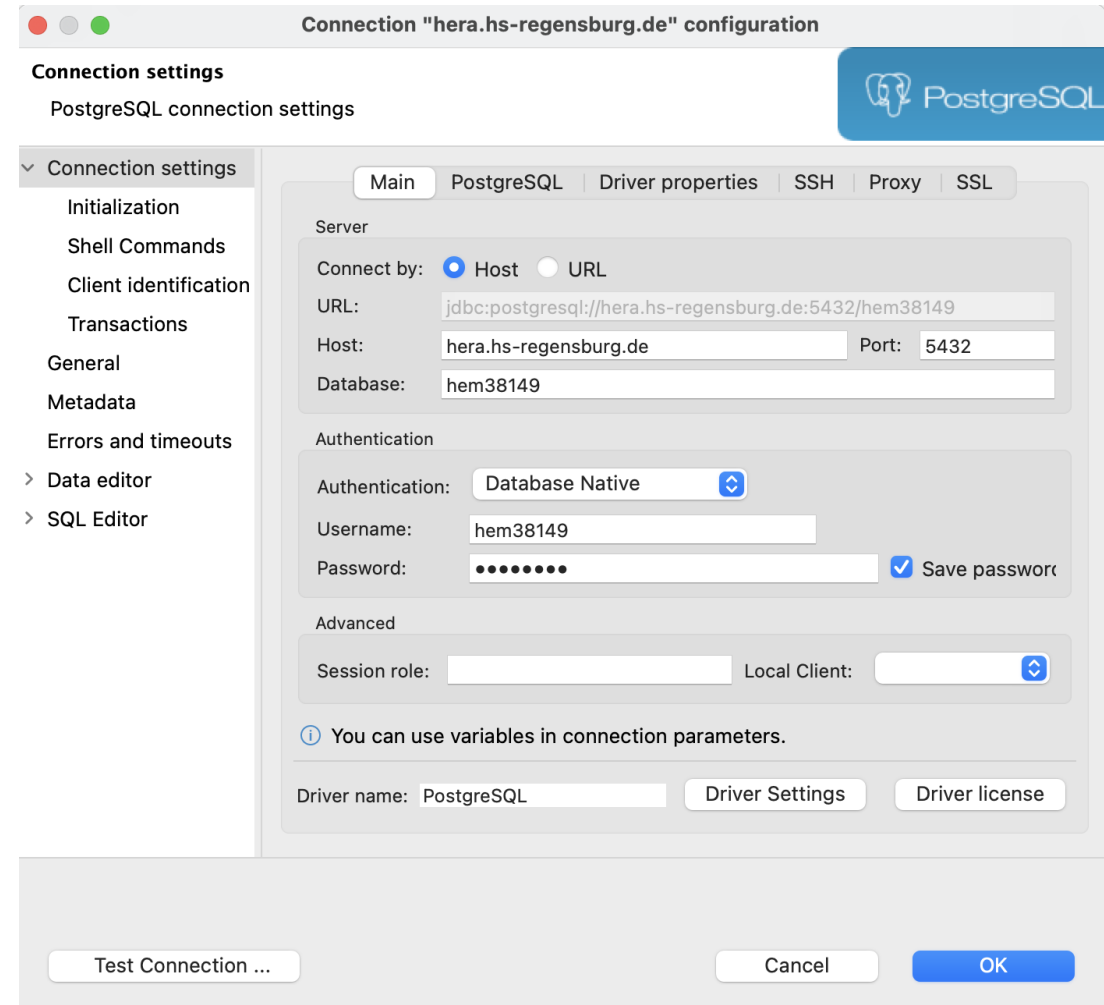 Connection "hera.hs-regensburg.de" configuration
Connection settings
PostgreSQL connection settings
PostgreSQL
Connection settings
Initialization
Shell Commands
Client identification
Transactions
General
Metadata
Errors and timeouts
Data editor
SQL Editor
Main PostgreSQL Driver properties SSH Proxy SSL
Server
Connect by: Host URL
URL: jdbc:postgresql://hera.hs-regensburg.de:5432/hem38149
Host: hera.hs-regensburg.de Port: 5432
Database: hem38149
Authentication
Authentication: Database Native
Username: hem38149
Password: •••••••• Save password
Advanced
Session role: Local Client:
You can use variables in connection parameters.
Driver name: PostgreSQL Driver Settings Driver license
Test Connection ... Cancel OK